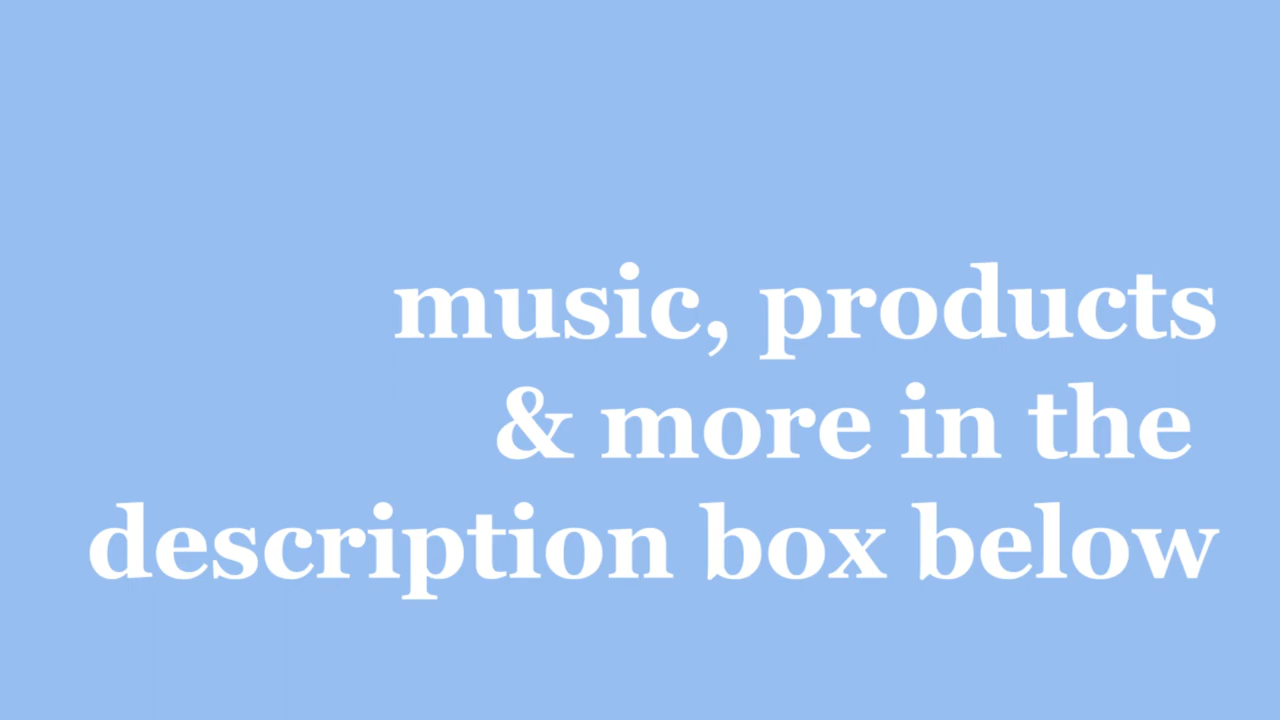 music, products
& more in the
description box below